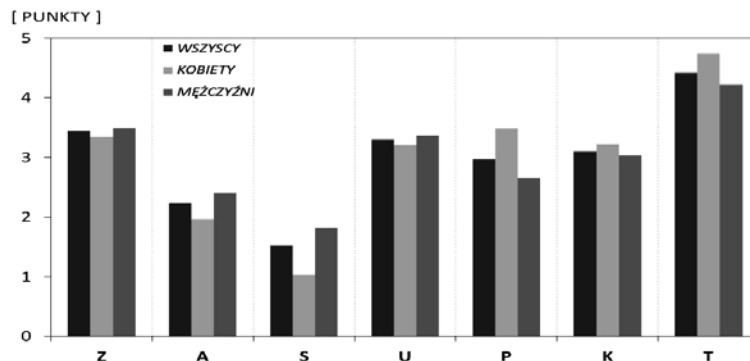 [ PUNKTY ]
5
WSZYSCY
KOBIETY
MĘŻCZYŹNI
4
3
2
1
0
Z A S U P K T